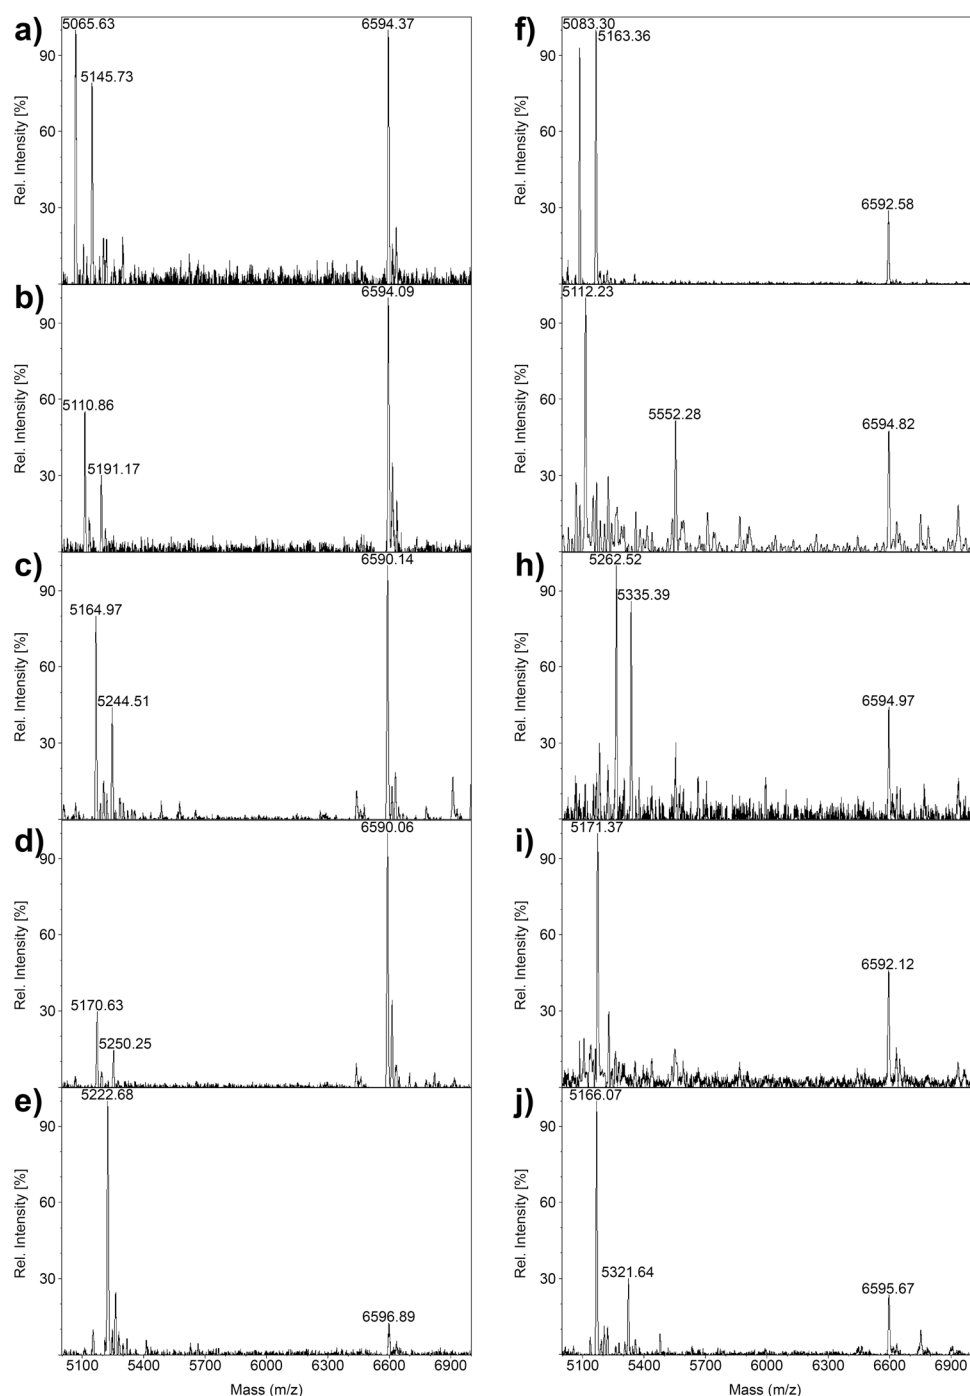 a)
5065.63
6594.37
5145.73
90
60
30
Rel. Intensity [%]
b)
6594.09
5110.86
5191.17
90
60
30
Rel. Intensity [%]
c)
6590.14
5164.97
5244.51
90
60
30
Rel. Intensity [%]
d)
6590.06
5170.63
5250.25
90
60
30
Rel. Intensity [%]
e)
5222.68
6596.89
90
60
30
Rel. Intensity [%]
5100 5400 5700 6000 6300 6600 6900
Mass (m/z)
f)
5083.30
5163.36
6592.58
90
60
30
Rel. Intensity [%]
5112.23
5552.28
6594.82
90
60
30
Rel. Intensity [%]
h)
5262.52
5335.39
6594.97
90
60
30
Rel. Intensity [%]
i)
5171.37
6592.12
90
60
30
Rel. Intensity [%]
j)
5166.07
5321.64
6595.67
90
60
30
Rel. Intensity [%]
5100 5400 5700 6000 6300 6600 6900
Mass (m/z)